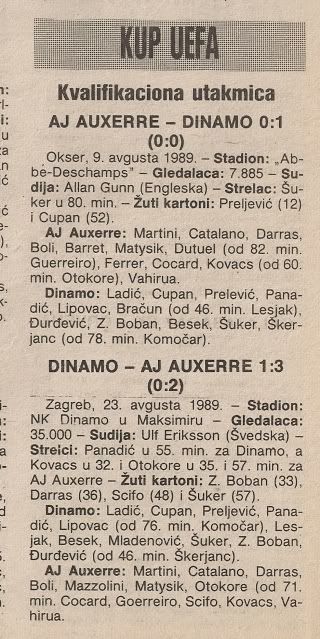 KUP UEFA
Kvalifikaciona utakmica
AJ AUXERRE – DINAMO 0:1
(0:0)
Okser, 9. avgusta 1989. – Stadion: „Ab-
bé-Deschamps" – Gledalaca: 7.885 – Su-
dija: Allan Gunn (Engleska) – Strelac: Šu-
ker u 80. min. – Žuti kartoni: Preljević (12)
i Cupan (52).
AJ Auxerre: Martini, Catalano, Darras,
Boli, Barret, Matysik, Dutuel (od 82. min.
Guerreiro), Ferrer, Cocard, Kovacs (od 60.
min. Otokore), Vahirua.
Dinamo: Ladić, Cupan, Prelević, Pana-
dić, Lipovac, Bračun (od 46. min. Lesjak),
Đurđević, Z. Boban, Besek, Šuker, Šker-
janc (od 78. min. Komočar).
DINAMO – AJ AUXERRE 1:3
(0:2)
Zagreb, 23. avgusta 1989. – Stadion:
NK Dinamo u Maksimiru – Gledalaca:
35.000 – Sudija: Ulf Eriksson (Švedska) –
Streici: Panadić u 55. min. za Dinamo, a
Kovacs u 32. i Otokore u 35. i 57. min. za
AJ Auxerre – Žuti kartoni: Z. Boban (33),
Darras (36), Scifo (48) i Šuker (57).
Dinamo: Ladić, Cupan, Preljević, Pana-
dić, Lipovac (od 76. min. Komočar), Les-
jak, Besek, Mladenović, Šuker, Z. Boban,
Đurđević (od 46. min. Škerjanc).
AJ Auxerre: Martini, Catalano, Darras,
Boli, Mazzolini, Matysik, Otokore (od 71.
min. Cocard, Goerreiro, Scifo, Kovacs, Va-
hirua.